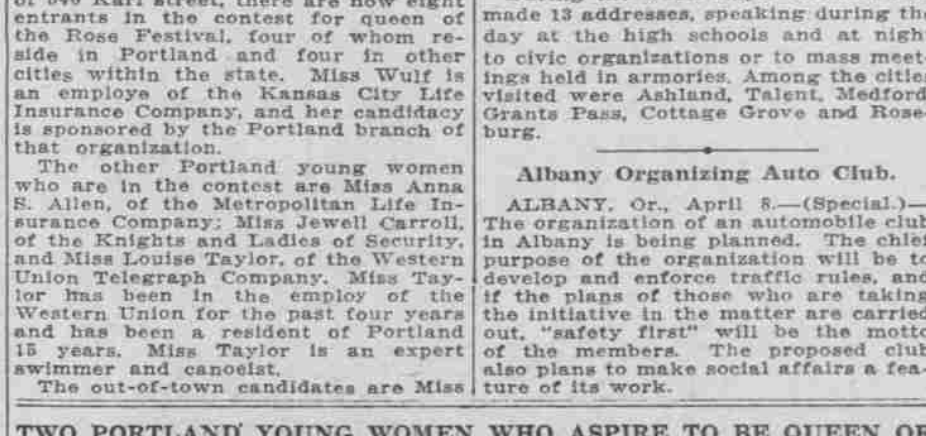 of 546 Karl street, there are now eight
entrants in the contest for queen of
the Rose Festival, four of whom re-
side in Portland and four in other
cities within the state. Miss Wulf is
an employe of the Kansas City Life
Insurance Company, and her candidacy
is sponsored by the Portland branch of
that organization.
The other Portland young women
who are in the contest are Miss Anna
S. Allen, of the Metropolitan Life In-
surance Company; Miss Jewell Carroll,
of the Knights and Ladies of Security,
and Miss Louise Taylor, of the Western
Union Telegraph Company. Miss Tay-
lor has been in the employ of the
Western Union for the past four years
and has been a resident of Portland
15 years. Miss Taylor is an expert
swimmer and canoeist.
The out-of-town candidates are Miss
made 13 addresses, speaking during the
day at the high schools and at night
to civic organizations or to mass meet-
ings held in armories. Among the cities
visited were Ashland, Talent, Medford,
Grants Pass, Cottage Grove and Rose-
burg.
Albany Organizing Auto Club.
ALBANY, Or., April 8.—(Special.)—
The organization of an automobile club
in Albany is being planned. The chief
purpose of the organization will be to
develop and enforce traffic rules, and
if the plans of those who are taking
the initiative in the matter are carried
out, "safety first" will be the motto
of the members. The proposed club
also plans to make social affairs a fea-
ture of its work.
TWO PORTLAND YOUNG WOMEN WHO ASPIRE TO BE QUEEN OF